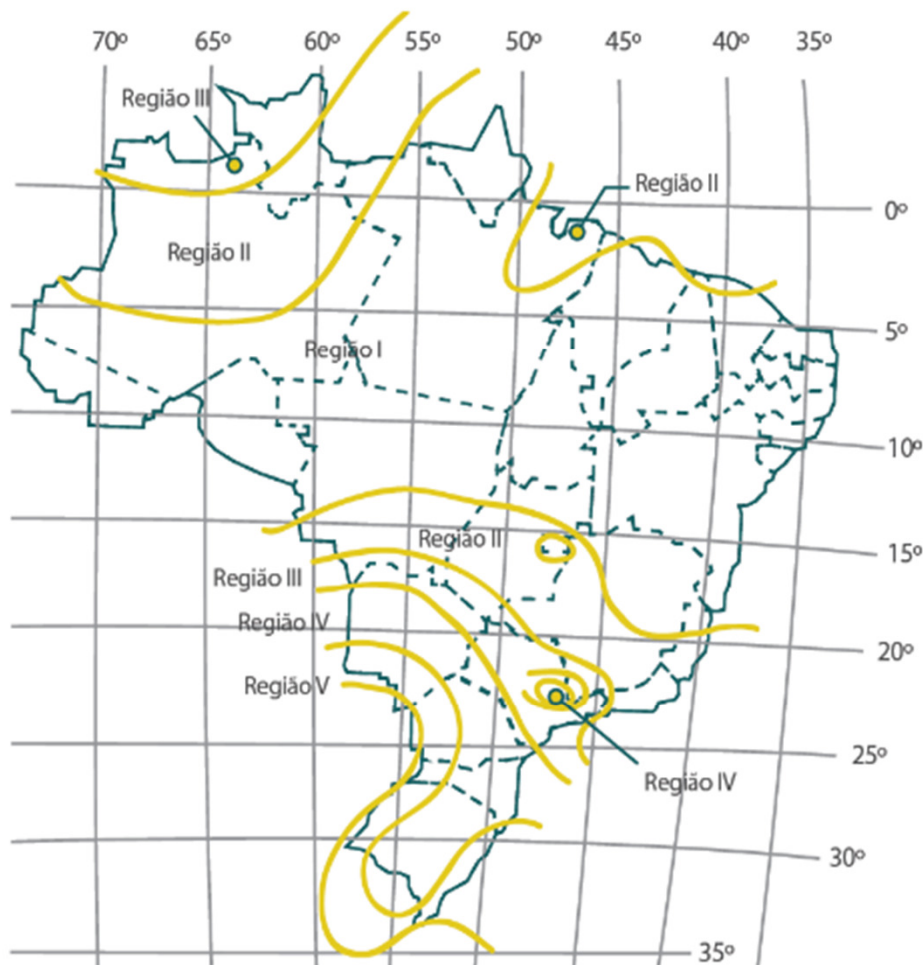 70º 65º 60º 55º 50º 45º 40º 35º
Região III
Região II
0º
Região II
5º
Região I
10º
Região II
15º
Região III
Região IV
20º
Região V
25º
Região IV
30º
35º